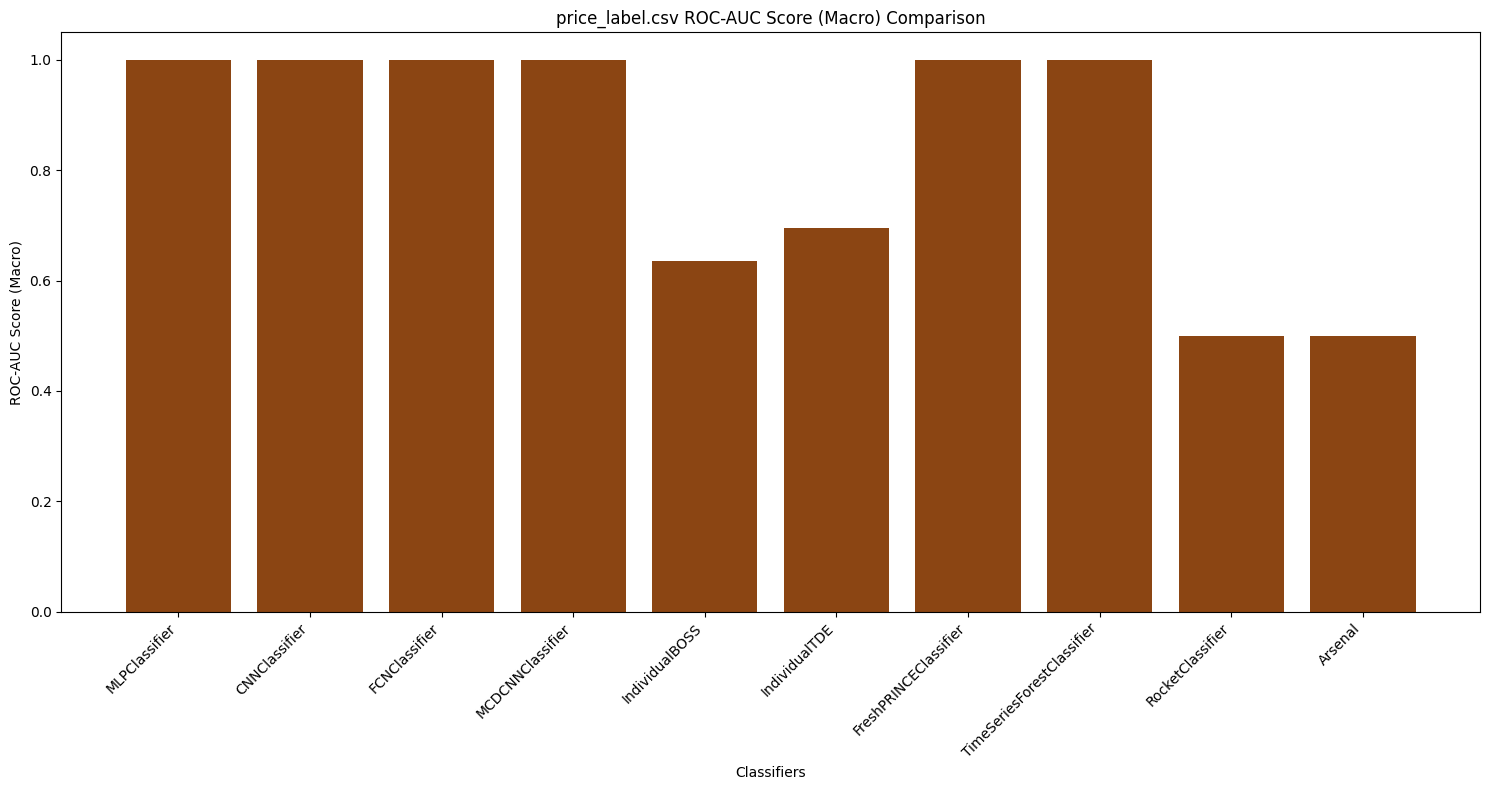 price_label.csv ROC-AUC Score (Macro) Comparison
ROC-AUC Score (Macro)
1.0
0.8
0.6
0.4
0.2
0.0
MLPClassifier
CNNClassifier
FCNClassifier
MCDCNNClassifier
IndividualBOSS
IndividualTDE
FreshPRINCEClassifier
TimeSeriesForestClassifier
RocketClassifier
Arsenal
Classifiers